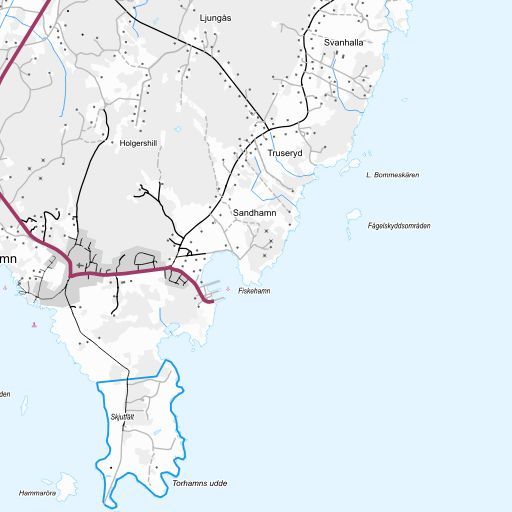 Ljungås
Svanhalla
Holgershill
Truseryd
L. Bommeskären
Sandhamn
Fågelskyddsområden
mn
Fiskehamn
den
Skjutfält
Torhamns udde
Hammaröra